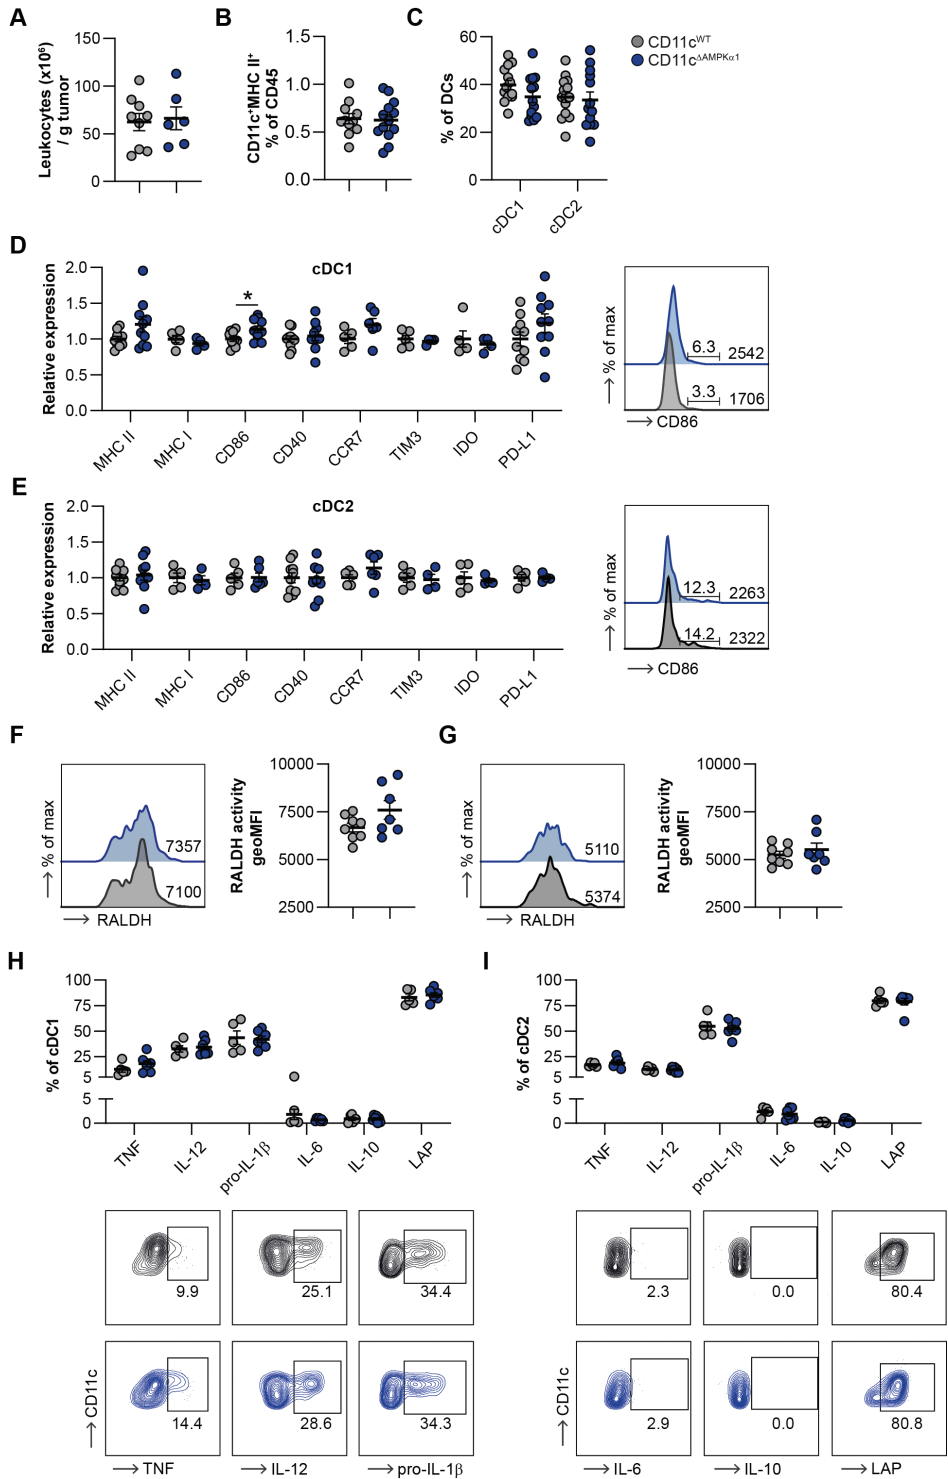 A
Leukocytes (x10⁶)
/ g tumor
150
100
50
0
B
CD11c⁺MHC II⁺
% of CD45
1.5
1.0
0.5
0.0
C
% of DCs
60
40
20
0
cDC1
cDC2
CD11cᵂᵀ
CD11c^ΔAMPKα1
D
cDC1
Relative expression
2.0
1.5
1.0
0.5
0.0
*
MHC II
MHC I
CD86
CD40
CCR7
TIM3
IDO
PD-L1
→ % of max
6.3 2542
3.3 1706
→ CD86
E
cDC2
Relative expression
2.0
1.5
1.0
0.5
0.0
MHC II
MHC I
CD86
CD40
CCR7
TIM3
IDO
PD-L1
→ % of max
12.3 2263
14.2 2322
→ CD86
F
→ % of max
7357
7100
→ RALDH
RALDH activity
geoMFI
10000
7500
5000
2500
G
→ % of max
5110
5374
→ RALDH
RALDH activity
geoMFI
10000
7500
5000
2500
H
% of cDC1
100
75
50
25
5
5
0
TNF
IL-12
pro-IL-1β
IL-6
IL-10
LAP
9.9
25.1
34.4
14.4
28.6
34.3
→ CD11c
→ TNF
→ IL-12
→ pro-IL-1β
I
% of cDC2
100
75
50
25
5
5
0
TNF
IL-12
pro-IL-1β
IL-6
IL-10
LAP
2.3
0.0
80.4
2.9
0.0
80.8
→ CD11c
→ IL-6
→ IL-10
→ LAP